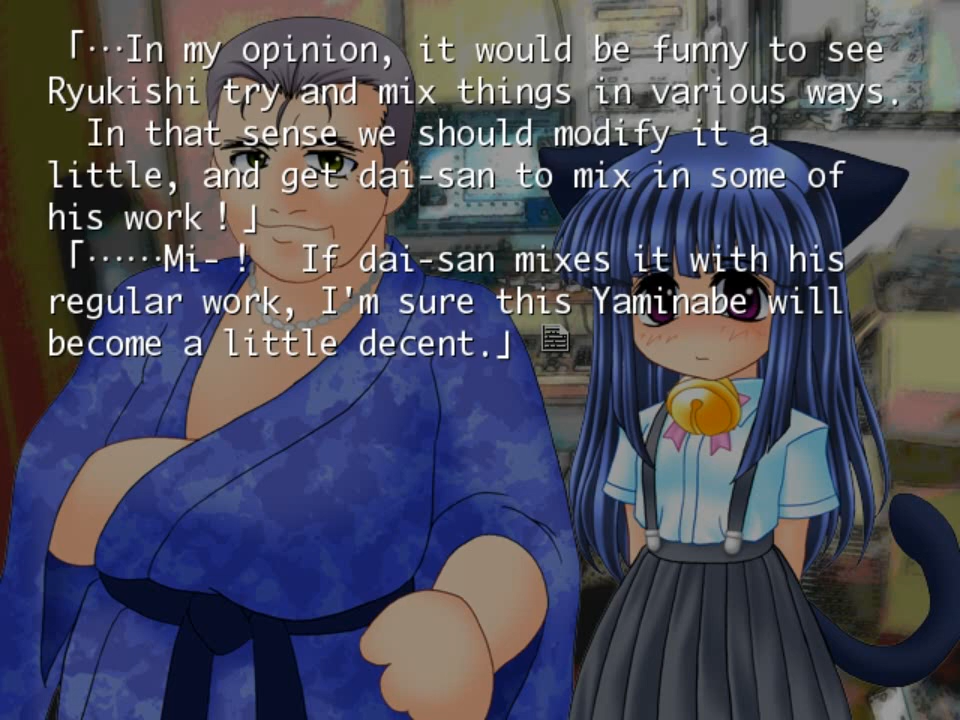 「…In my opinion, it would be funny to see
Ryukishi try and mix things in various ways.
In that sense we should modify it a
little, and get dai-san to mix in some of
his work！」
「……Mi-！ If dai-san mixes it with his
regular work, I'm sure this Yaminabe will
become a little decent.」